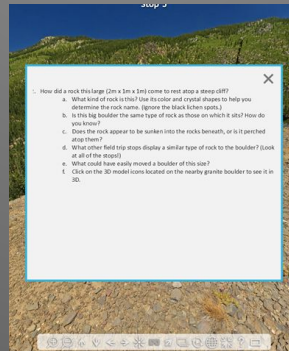 Stop 5
1. How did a rock this large (2m x 1m x 1m) come to rest atop a steep cliff?
a. What kind of rock is this? Use its color and crystal shapes to help you
determine the rock name. (Ignore the black lichen spots.)
b. Is this big boulder the same type of rock as those on which it sits? How do
you know?
c. Does the rock appear to be sunken into the rocks beneath, or is it perched
atop them?
d. What other field trip stops display a similar type of rock to the boulder? (Look
at all of the stops!)
e. What could have easily moved a boulder of this size?
f. Click on the 3D model icons located on the nearby granite boulder to see it in
3D.